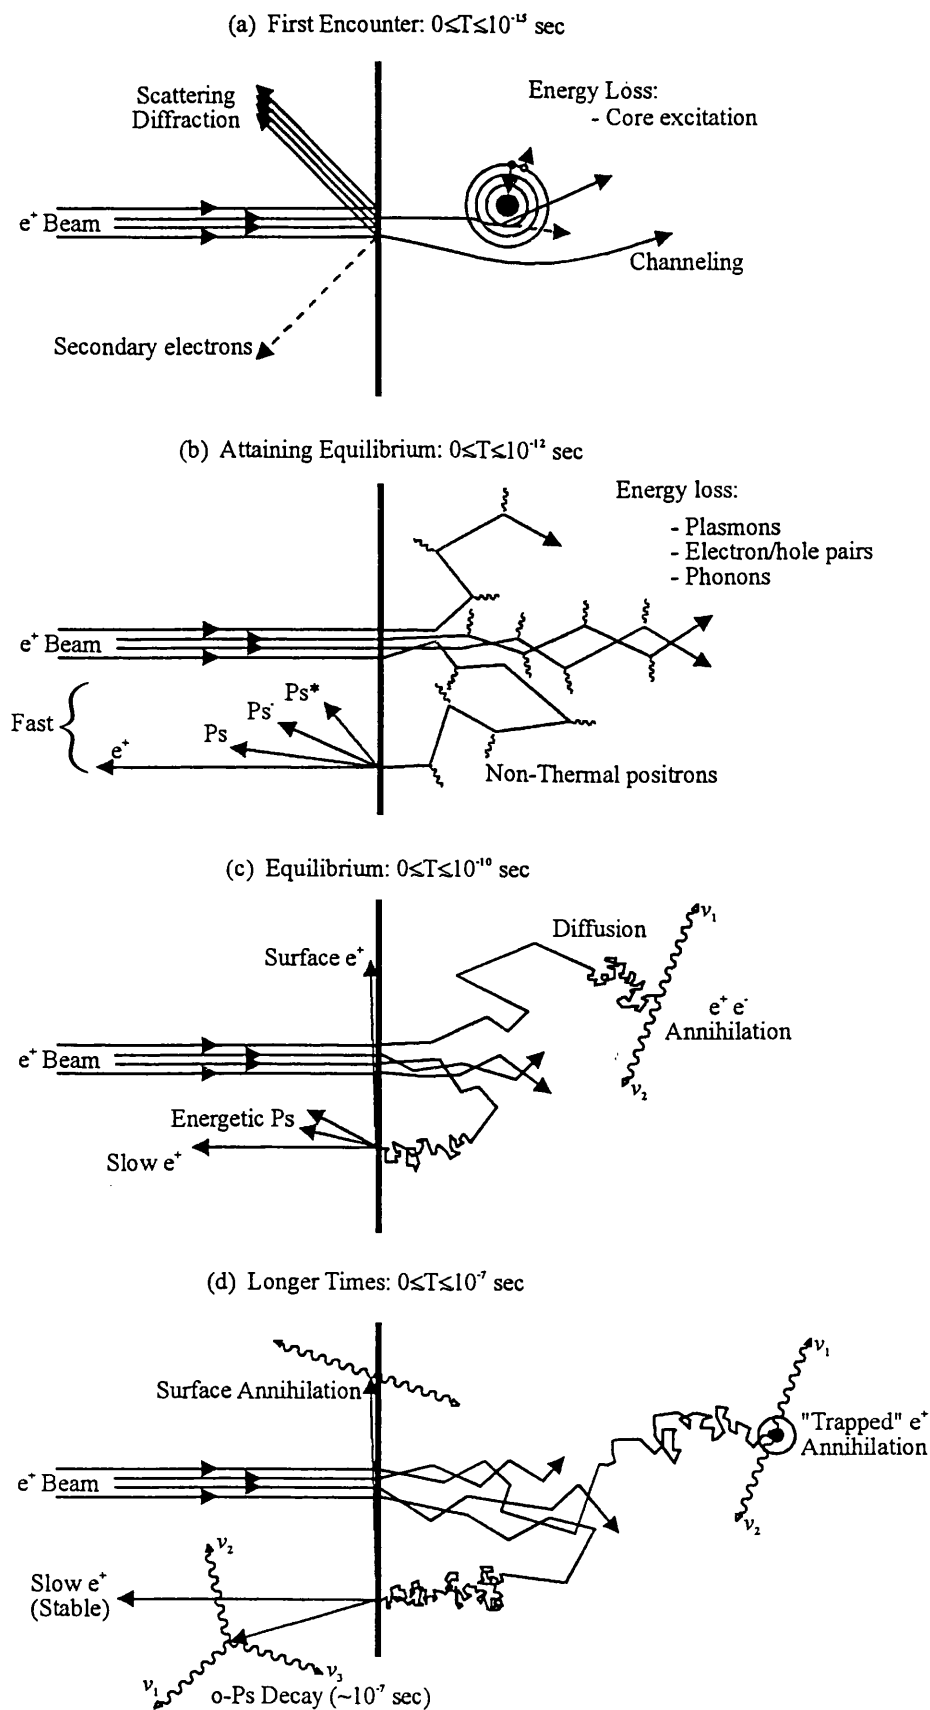 (a) First Encounter: 0≤T≤10⁻¹⁵ sec
Scattering
Diffraction
Energy Loss:
- Core excitation
e⁺ Beam
Channeling
Secondary electrons
(b) Attaining Equilibrium: 0≤T≤10⁻¹² sec
Energy loss:
- Plasmons
- Electron/hole pairs
- Phonons
e⁺ Beam
Ps*
Ps⁻
Fast
Ps
e⁺
Non-Thermal positrons
(c) Equilibrium: 0≤T≤10⁻¹⁰ sec
ν₁
Diffusion
Surface e⁺
e⁺ e⁻
Annihilation
e⁺ Beam
ν₂
Energetic Ps
Slow e⁺
(d) Longer Times: 0≤T≤10⁻⁷ sec
ν₁
Surface Annihilation
"Trapped" e⁺
Annihilation
e⁺ Beam
ν₂
ν₂
Slow e⁺
(Stable)
ν₁
ν₃
o-Ps Decay (~10⁻⁷ sec)